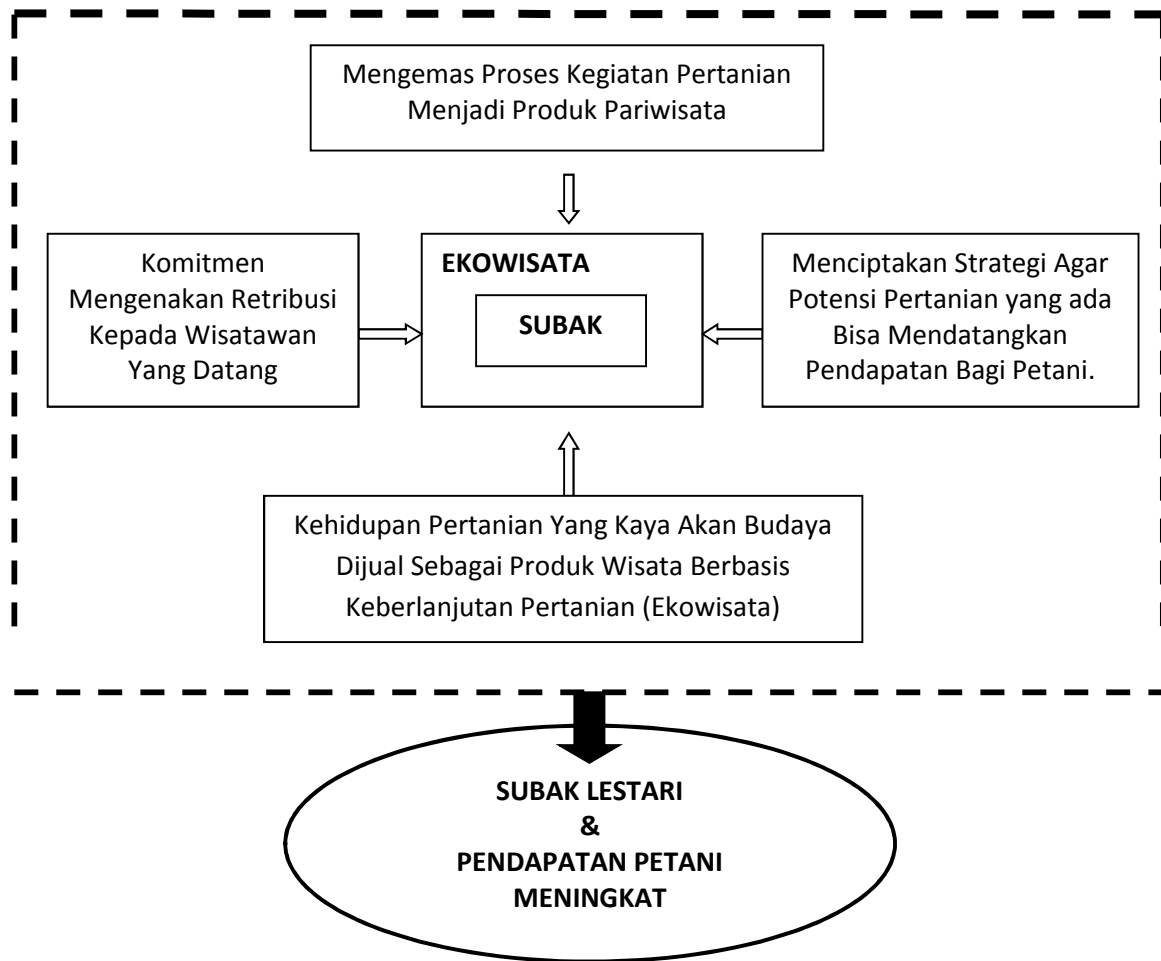 Mengemas Proses Kegiatan Pertanian
Menjadi Produk Pariwisata
Komitmen
Mengenakan Retribusi
Kepada Wisatawan
Yang Datang
EKOWISATA
SUBAK
Menciptakan Strategi Agar
Potensi Pertanian yang ada
Bisa Mendatangkan
Pendapatan Bagi Petani.
Kehidupan Pertanian Yang Kaya Akan Budaya
Dijual Sebagai Produk Wisata Berbasis
Keberlanjutan Pertanian (Ekowisata)
SUBAK LESTARI
&
PENDAPATAN PETANI
MENINGKAT